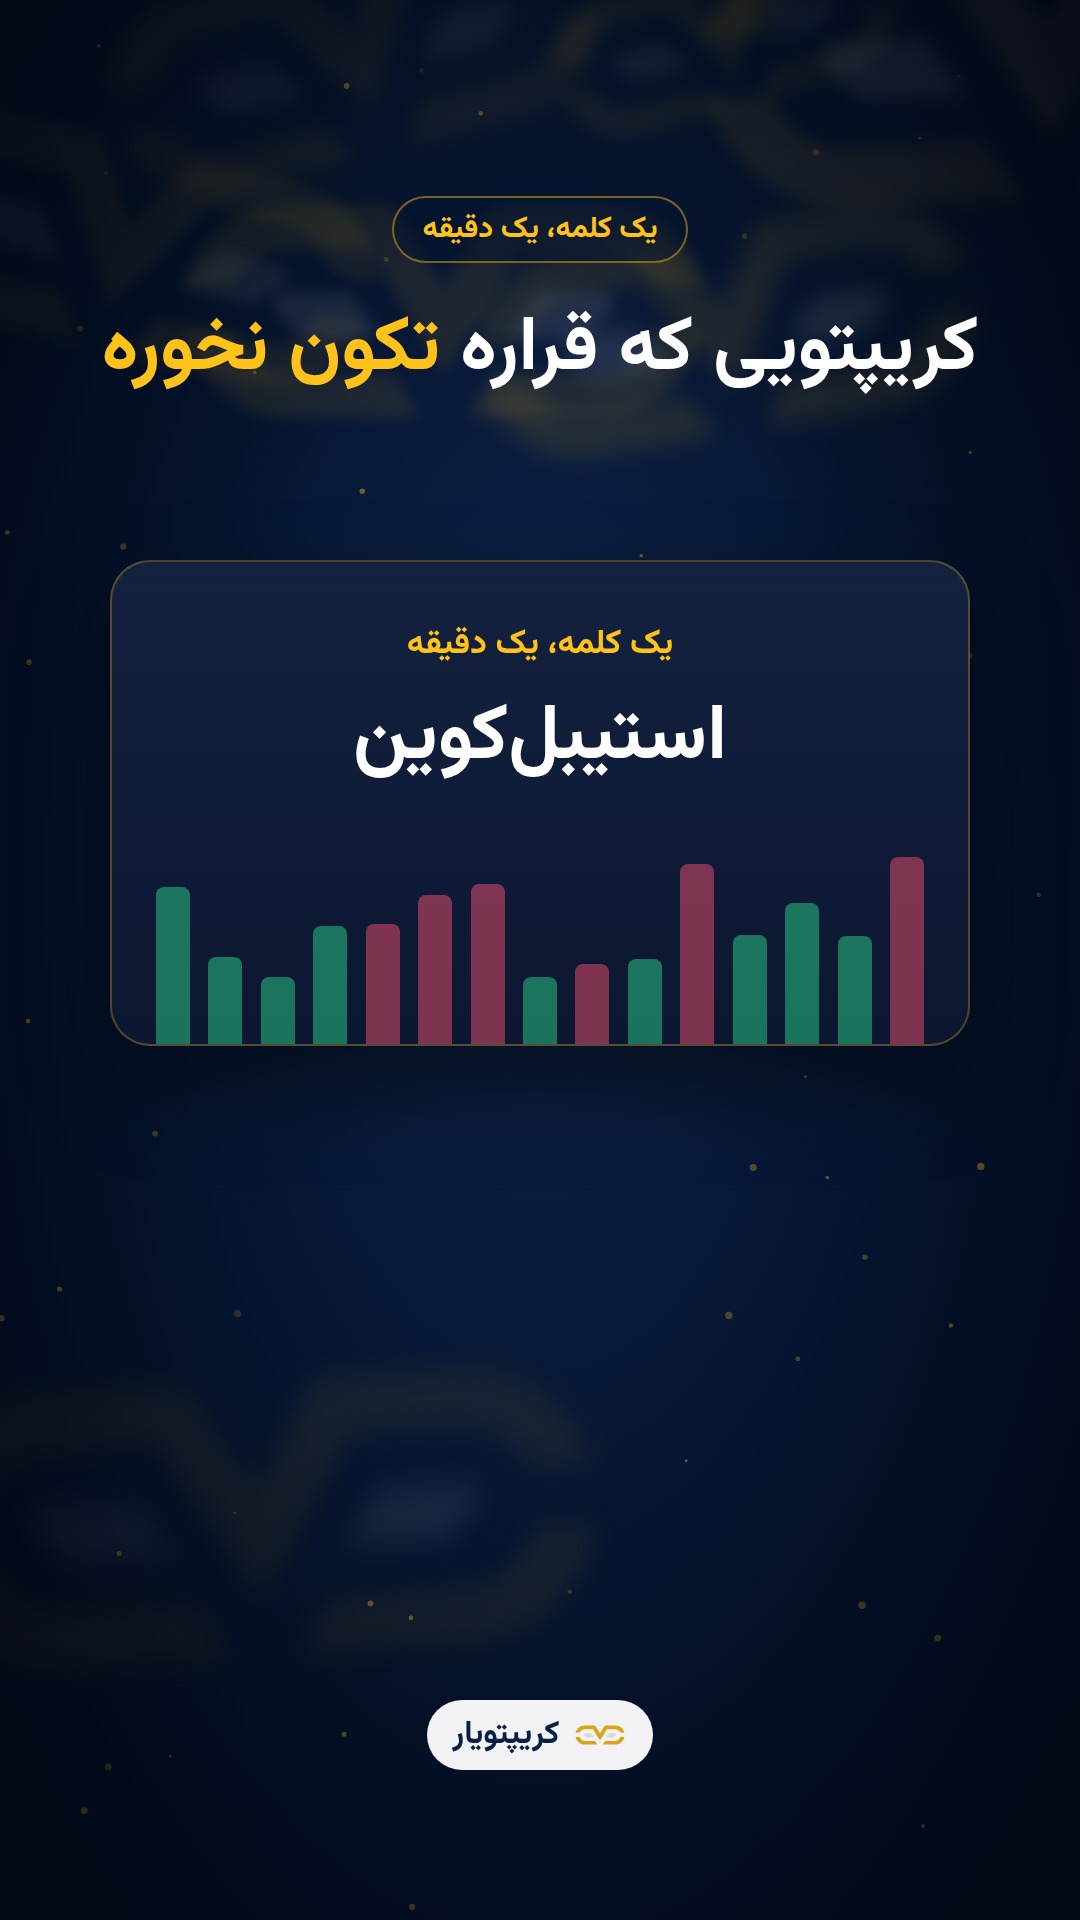 یک کلمه، یک دقیقه
کریپتویی که قراره تکون نخوره
یک کلمه، یک دقیقه
استیبل‌کوین
کریپتویار